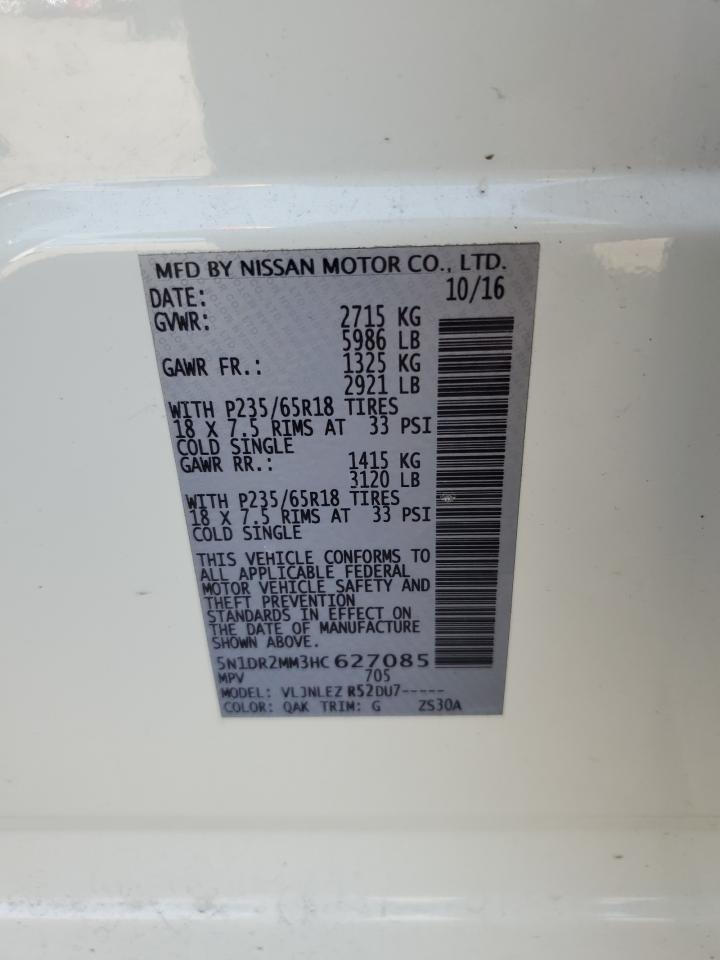 MFD BY NISSAN MOTOR CO., LTD.
DATE: 10/16
GVWR: 2715 KG
5986 LB
GAWR FR.: 1325 KG
2921 LB
WITH P235/65R18 TIRES
18 X 7.5 RIMS AT 33 PSI
COLD SINGLE
GAWR RR.: 1415 KG
3120 LB
WITH P235/65R18 TIRES
18 X 7.5 RIMS AT 33 PSI
COLD SINGLE
THIS VEHICLE CONFORMS TO
ALL APPLICABLE FEDERAL
MOTOR VEHICLE SAFETY AND
THEFT PREVENTION
STANDARDS IN EFFECT ON
THE DATE OF MANUFACTURE
SHOWN ABOVE.
5N1DR2MM3HC627085
MPV 705
MODEL: VLJNLEZ R52DU7-----
COLOR: QAK TRIM: G ZS30A